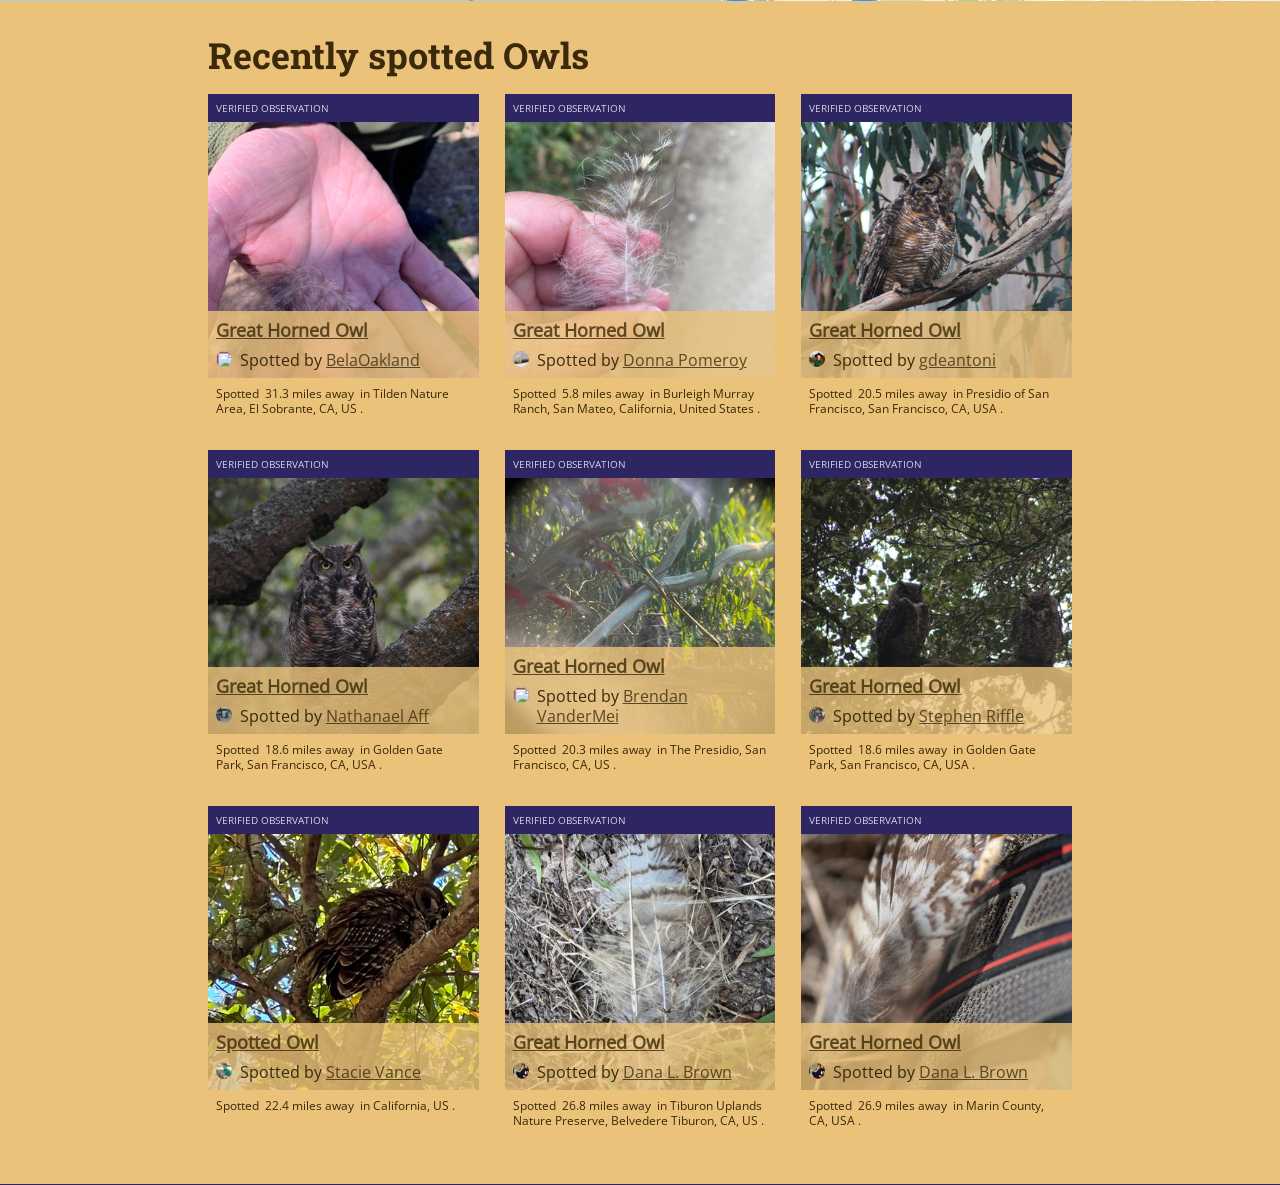 Recently spotted Owls
VERIFIED OBSERVATION
Great Horned Owl
Spotted by BelaOakland
Spotted 31.3 miles away in Tilden Nature
Area, El Sobrante, CA, US .
VERIFIED OBSERVATION
Great Horned Owl
Spotted by Donna Pomeroy
Spotted 5.8 miles away in Burleigh Murray
Ranch, San Mateo, California, United States .
VERIFIED OBSERVATION
Great Horned Owl
Spotted by gdeantoni
Spotted 20.5 miles away in Presidio of San
Francisco, San Francisco, CA, USA .
VERIFIED OBSERVATION
Great Horned Owl
Spotted by Nathanael Aff
Spotted 18.6 miles away in Golden Gate
Park, San Francisco, CA, USA .
VERIFIED OBSERVATION
Great Horned Owl
Spotted by Brendan
VanderMei
Spotted 20.3 miles away in The Presidio, San
Francisco, CA, US .
VERIFIED OBSERVATION
Great Horned Owl
Spotted by Stephen Riffle
Spotted 18.6 miles away in Golden Gate
Park, San Francisco, CA, USA .
VERIFIED OBSERVATION
Spotted Owl
Spotted by Stacie Vance
Spotted 22.4 miles away in California, US .
VERIFIED OBSERVATION
Great Horned Owl
Spotted by Dana L. Brown
Spotted 26.8 miles away in Tiburon Uplands
Nature Preserve, Belvedere Tiburon, CA, US .
VERIFIED OBSERVATION
Great Horned Owl
Spotted by Dana L. Brown
Spotted 26.9 miles away in Marin County,
CA, USA .